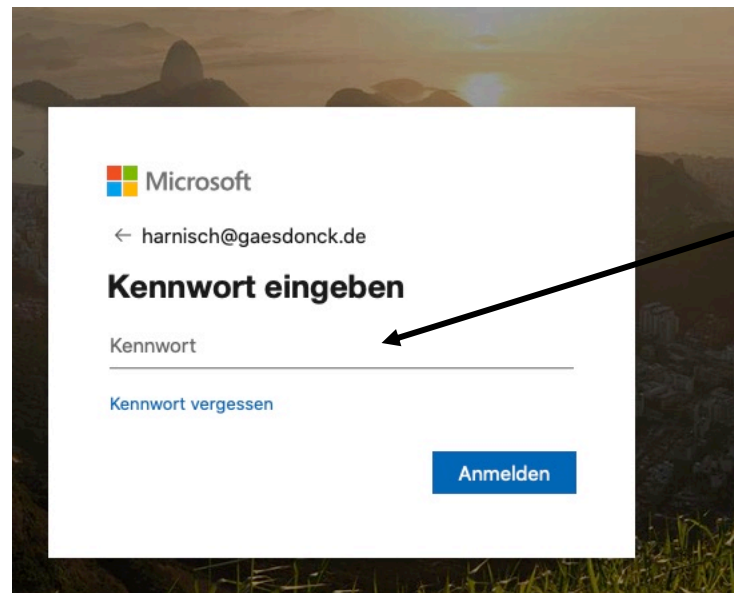 Microsoft
← harnisch@gaesdonck.de
Kennwort eingeben
Kennwort
Kennwort vergessen
Anmelden